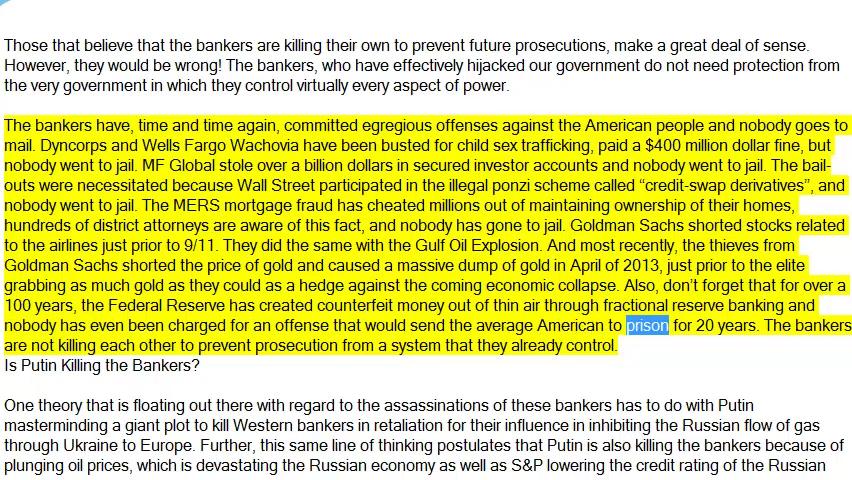 Those that believe that the bankers are killing their own to prevent future prosecutions, make a great deal of sense.
However, they would be wrong! The bankers, who have effectively hijacked our government do not need protection from
the very government in which they control virtually every aspect of power.
The bankers have, time and time again, committed egregious offenses against the American people and nobody goes to
mail. Dyncorps and Wells Fargo Wachovia have been busted for child sex trafficking, paid a $400 million dollar fine, but
nobody went to jail. MF Global stole over a billion dollars in secured investor accounts and nobody went to jail. The bail-
outs were necessitated because Wall Street participated in the illegal ponzi scheme called “credit-swap derivatives”, and
nobody went to jail. The MERS mortgage fraud has cheated millions out of maintaining ownership of their homes,
hundreds of district attorneys are aware of this fact, and nobody has gone to jail. Goldman Sachs shorted stocks related
to the airlines just prior to 9/11. They did the same with the Gulf Oil Explosion. And most recently, the thieves from
Goldman Sachs shorted the price of gold and caused a massive dump of gold in April of 2013, just prior to the elite
grabbing as much gold as they could as a hedge against the coming economic collapse. Also, don’t forget that for over a
100 years, the Federal Reserve has created counterfeit money out of thin air through fractional reserve banking and
nobody has even been charged for an offense that would send the average American to prison for 20 years. The bankers
are not killing each other to prevent prosecution from a system that they already control.
Is Putin Killing the Bankers?
One theory that is floating out there with regard to the assassinations of these bankers has to do with Putin
masterminding a giant plot to kill Western bankers in retaliation for their influence in inhibiting the Russian flow of gas
through Ukraine to Europe. Further, this same line of thinking postulates that Putin is also killing the bankers because of
plunging oil prices, which is devastating the Russian economy as well as S&P lowering the credit rating of the Russian